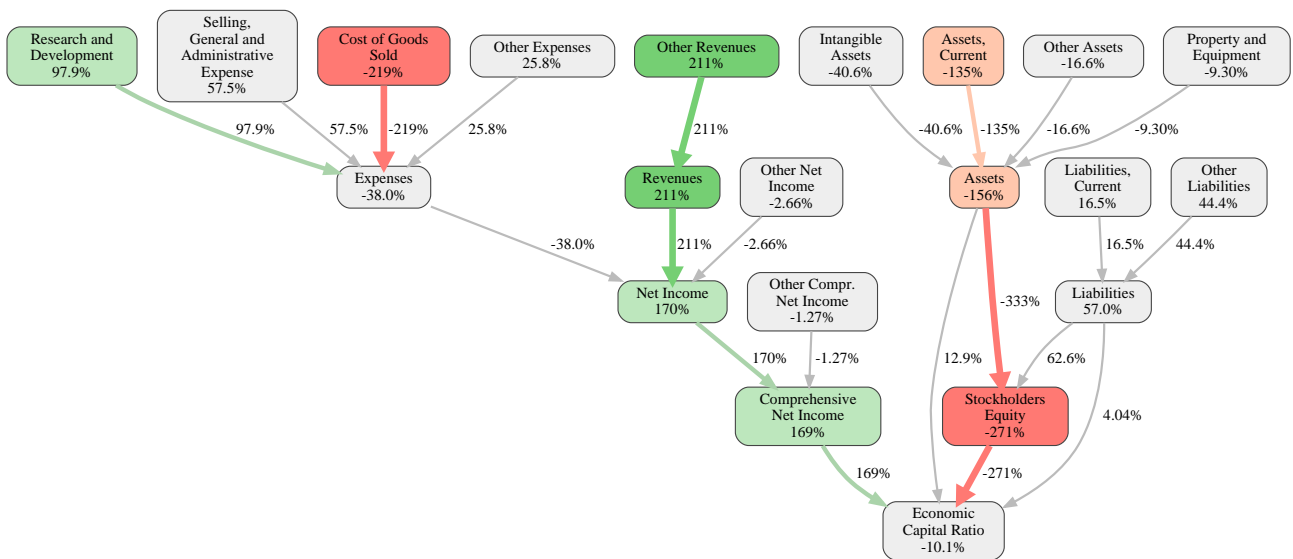 Research and
Development
97.9%
Selling,
General and
Administrative
Expense
57.5%
Cost of Goods
Sold
-219%
Other Expenses
25.8%
Other Revenues
211%
Intangible
Assets
-40.6%
Assets,
Current
-135%
Other Assets
-16.6%
Property and
Equipment
-9.30%
97.9%
57.5%
-219%
25.8%
211%
-40.6%
-135%
-16.6%
-9.30%
Expenses
-38.0%
Revenues
211%
Other Net
Income
-2.66%
Assets
-156%
Liabilities,
Current
16.5%
Other
Liabilities
44.4%
-38.0%
211%
-2.66%
16.5%
44.4%
Net Income
170%
Other Compr.
Net Income
-1.27%
-333%
Liabilities
57.0%
170%
-1.27%
12.9%
62.6%
Comprehensive
Net Income
169%
Stockholders
Equity
-271%
4.04%
169%
-271%
Economic
Capital Ratio
-10.1%